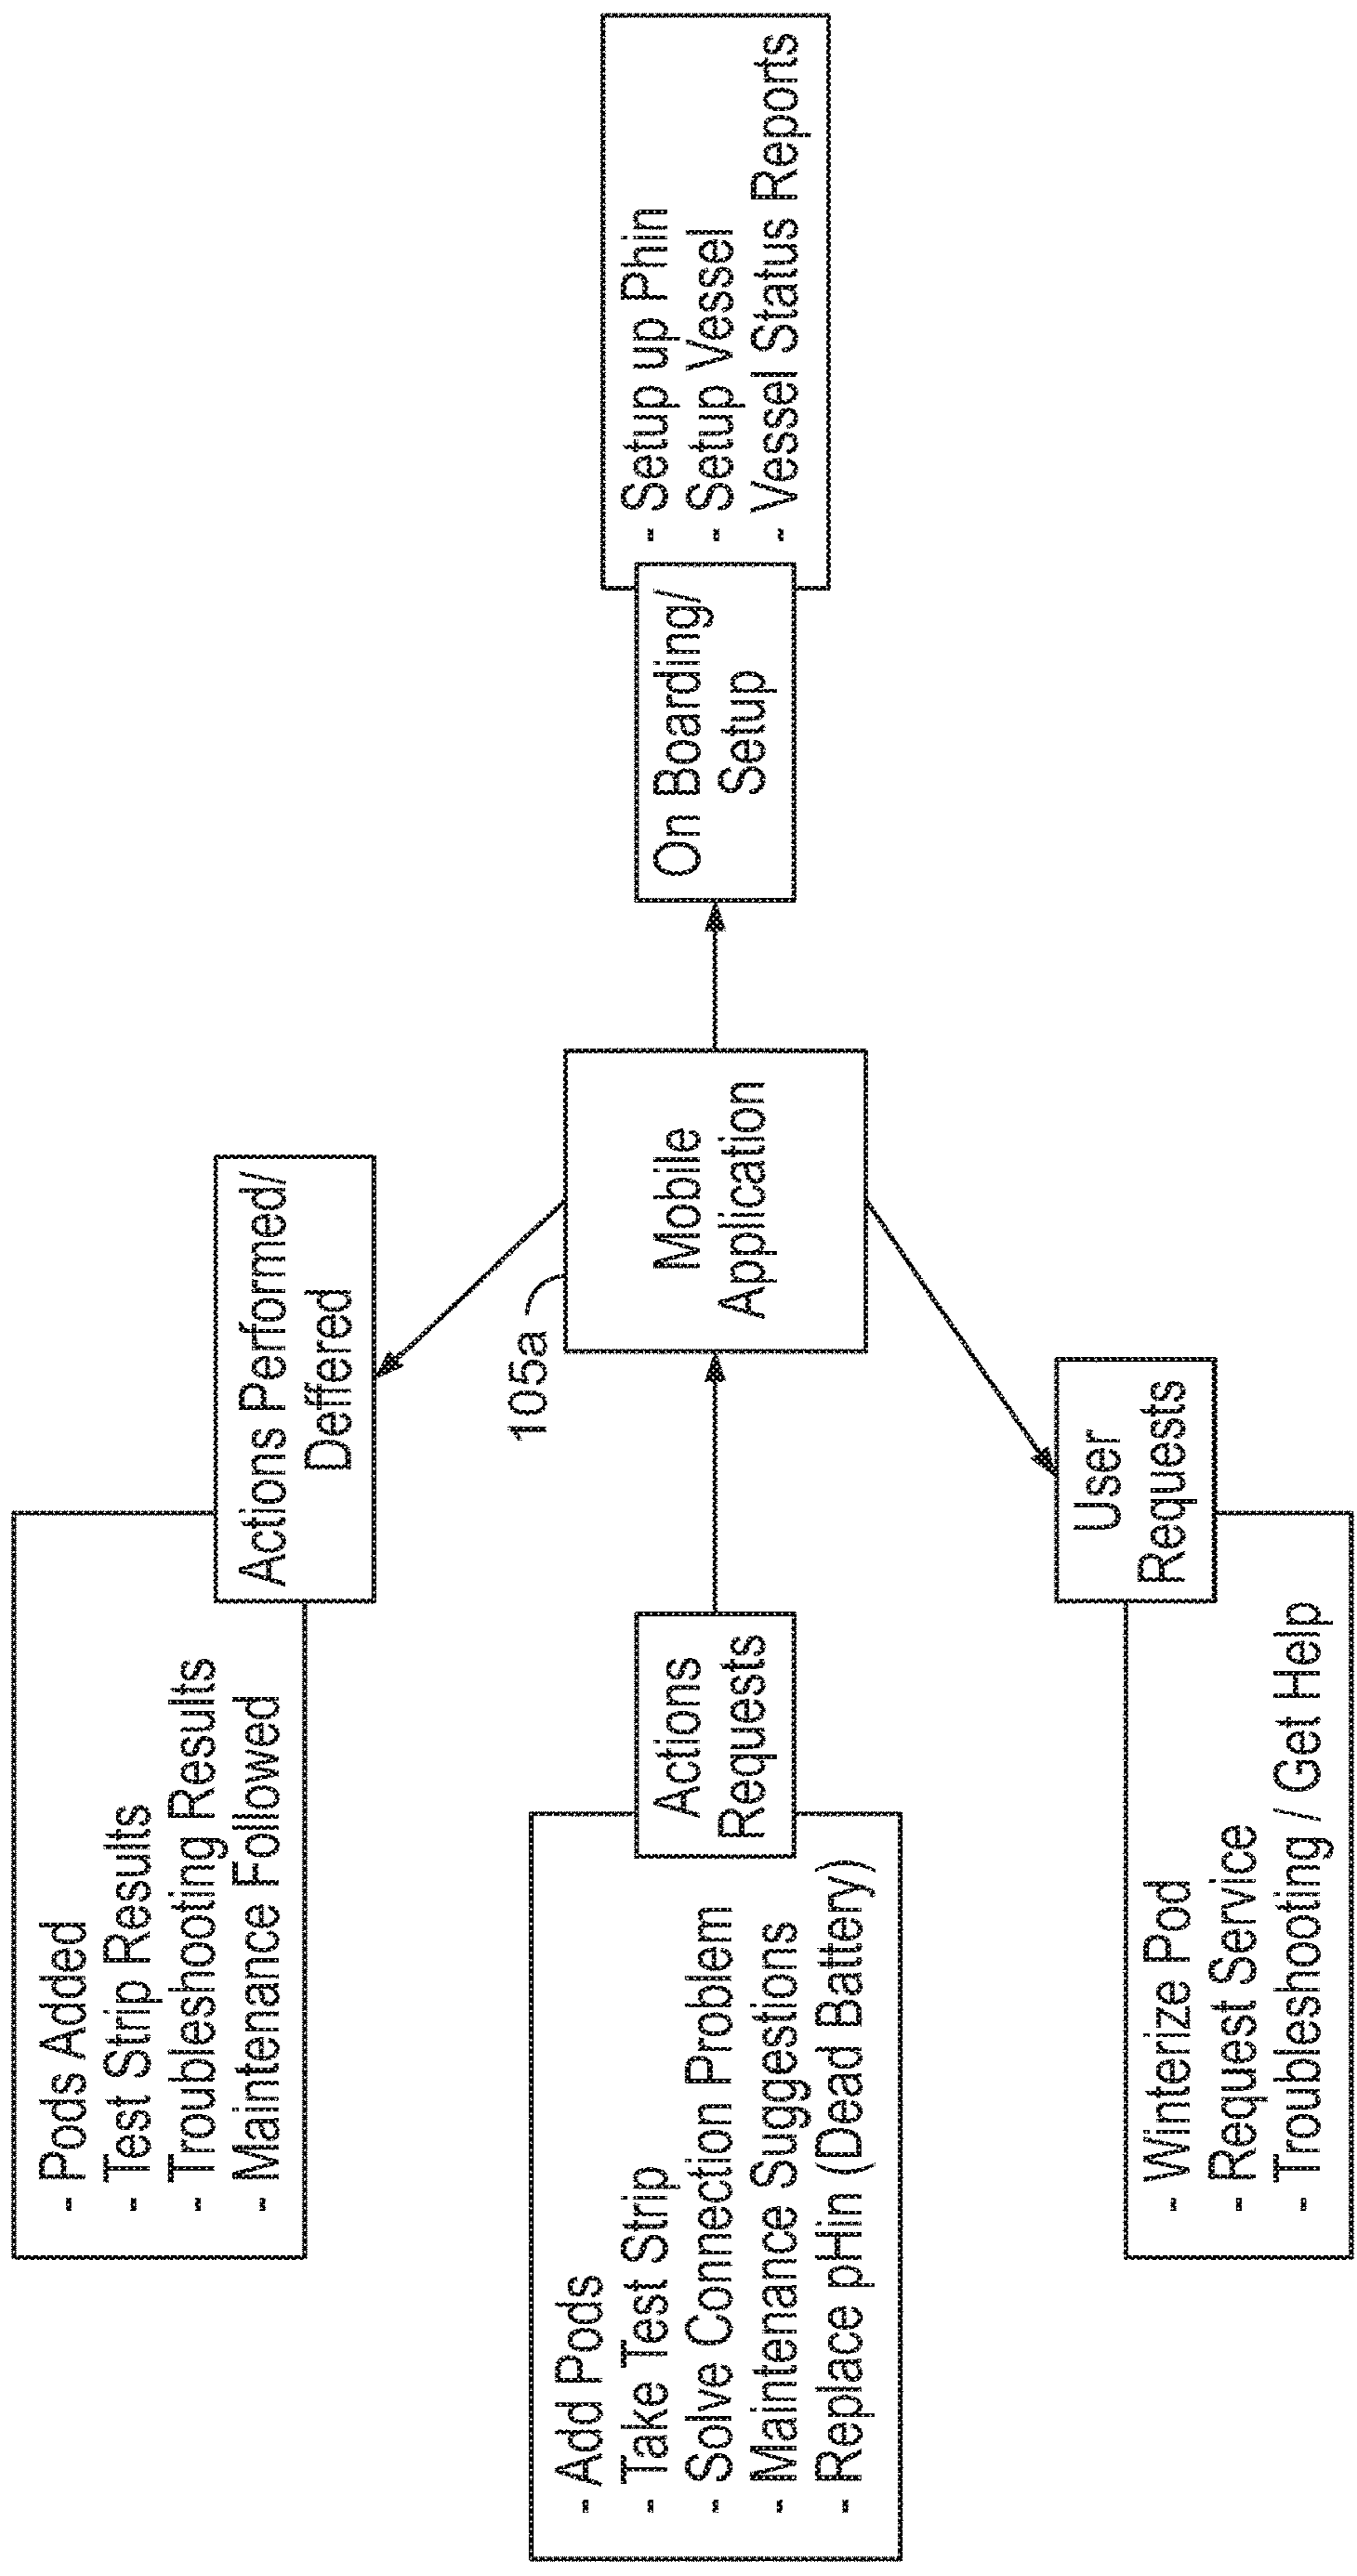 - Pods Added
- Test Strip Results
- Troubleshooting Results
- Maintenance Followed
Actions Performed/
Deffered
- Add Pods
- Take Test Strip
- Solve Connection Problem
- Maintenance Suggestions
- Replace pHin (Dead Battery)
Actions
Requests
105a
Mobile
Application
On Boarding/
Setup
- Setup up Phin
- Setup Vessel
- Vessel Status Reports
- Winterize Pod
- Request Service
- Troubleshooting / Get Help
User
Requests